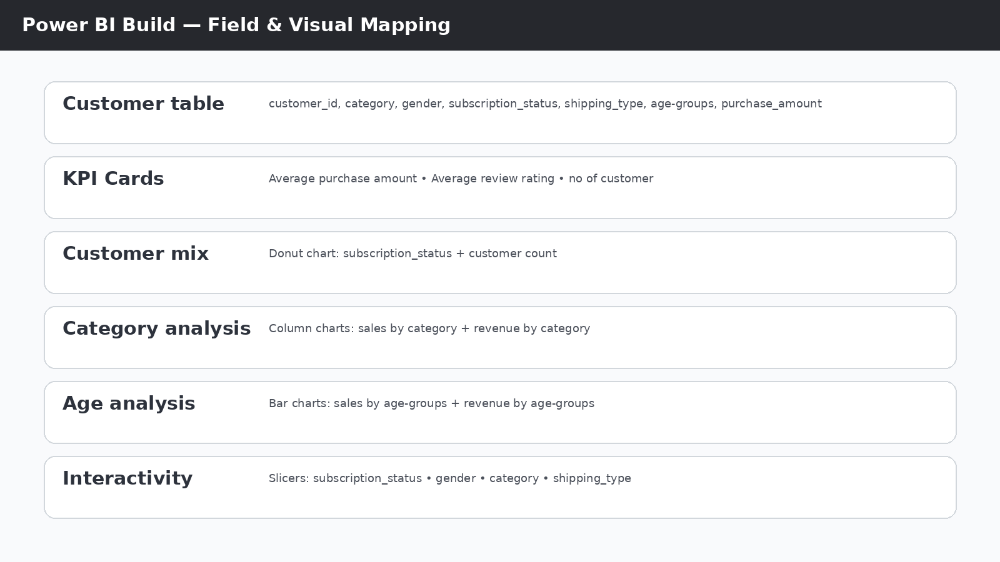 Power BI Build — Field & Visual Mapping
Customer table
customer_id, category, gender, subscription_status, shipping_type, age-groups, purchase_amount
KPI Cards
Average purchase amount • Average review rating • no of customer
Customer mix
Donut chart: subscription_status + customer count
Category analysis
Column charts: sales by category + revenue by category
Age analysis
Bar charts: sales by age-groups + revenue by age-groups
Interactivity
Slicers: subscription_status • gender • category • shipping_type